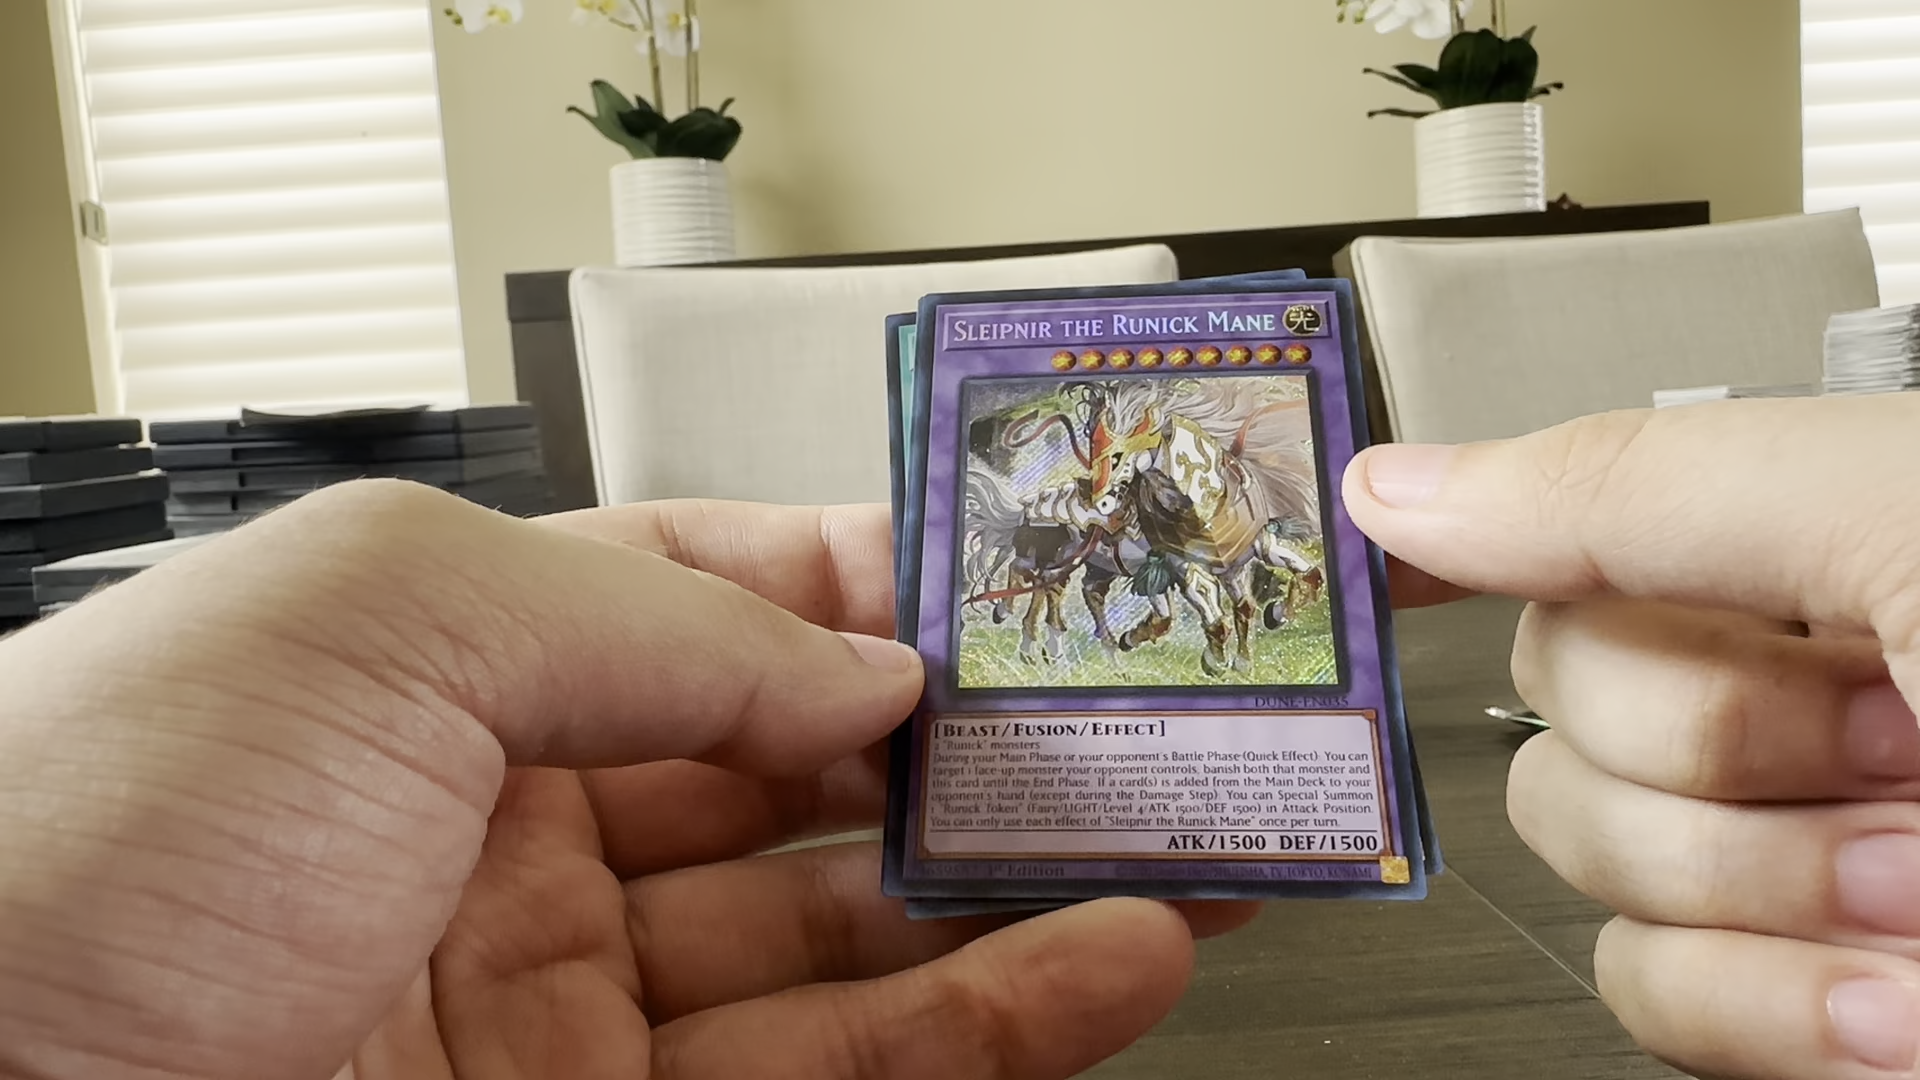 SLEIPNIR THE RUNICK MANE
光
DUNE-EN035
[BEAST/FUSION/EFFECT]
2 "Runick" monsters
During your Main Phase or your opponent's Battle Phase (Quick Effect): You can
target 1 face-up monster your opponent controls; banish both that monster and
this card until the End Phase. If a card(s) is added from the Main Deck to your
opponent's hand (except during the Damage Step): You can Special Summon
1 "Runick Token" (Fairy/LIGHT/Level 4/ATK 1500/DEF 1500) in Attack Position.
You can only use each effect of "Sleipnir the Runick Mane" once per turn.
ATK/1500 DEF/1500
1st Edition
SHUEISHA, TV TOKYO, KONAMI